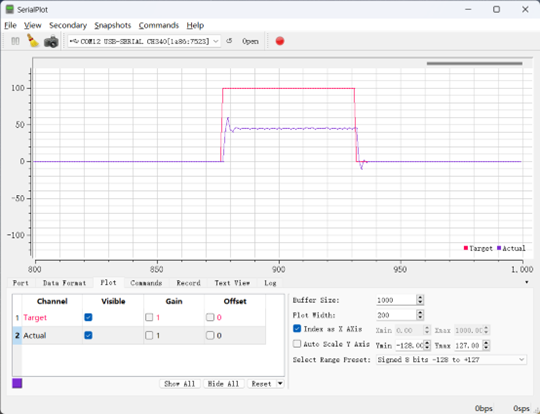 SerialPlot
File View Secondary Snapshots Commands Help
COM12 USB-SERIAL CH340[1a86:7523] Open
100
50
0
-50
-100
Target Actual
800 850 900 950 1,000
Port Data Format Plot Commands Record Text View Log
Channel Visible Gain Offset
1 Target 1 0
2 Actual 1 0
Show All Hide All Reset
Buffer Size: 1000
Plot Width: 200
Index as X AXis Xmin 0.00 Xmax 1000.00
Auto Scale Y Axis Ymin -128.00 Ymax 127.00
Select Range Preset: Signed 8 bits -128 to +127
0bps 0sps